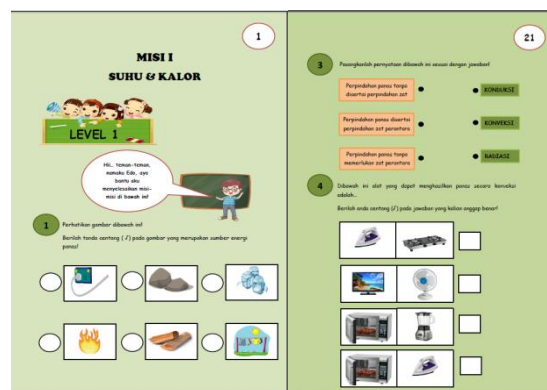 1
MISI I
SUHU & KALOR
LEVEL 1
Hii.. teman-teman,
namaku Edo, ayo
bantu aku
menyelesaikan misi-
misi di bawah ini!
1
Perhatikan gambar dibawah ini!
Berilah tanda centang ( √ ) pada gambar yang merupakan sumber energi
panas!
21
3
Pasangkanlah pernyataan dibawah ini sesuai dengan jawaban!
Perpindahan panas tanpa
disertai perpindahan zat
KONDUKSI
Perpindahan panas disertai
perpindahan zat perantara
KONVEKSI
Perpindahan panas tanpa
memerlukan zat perantara
RADIASI
4
Dibawah ini alat yang dapat menghasilkan panas secara konveksi
adalah...
Berilah anda centang (√) pada jawaban yang kalian anggap benar!